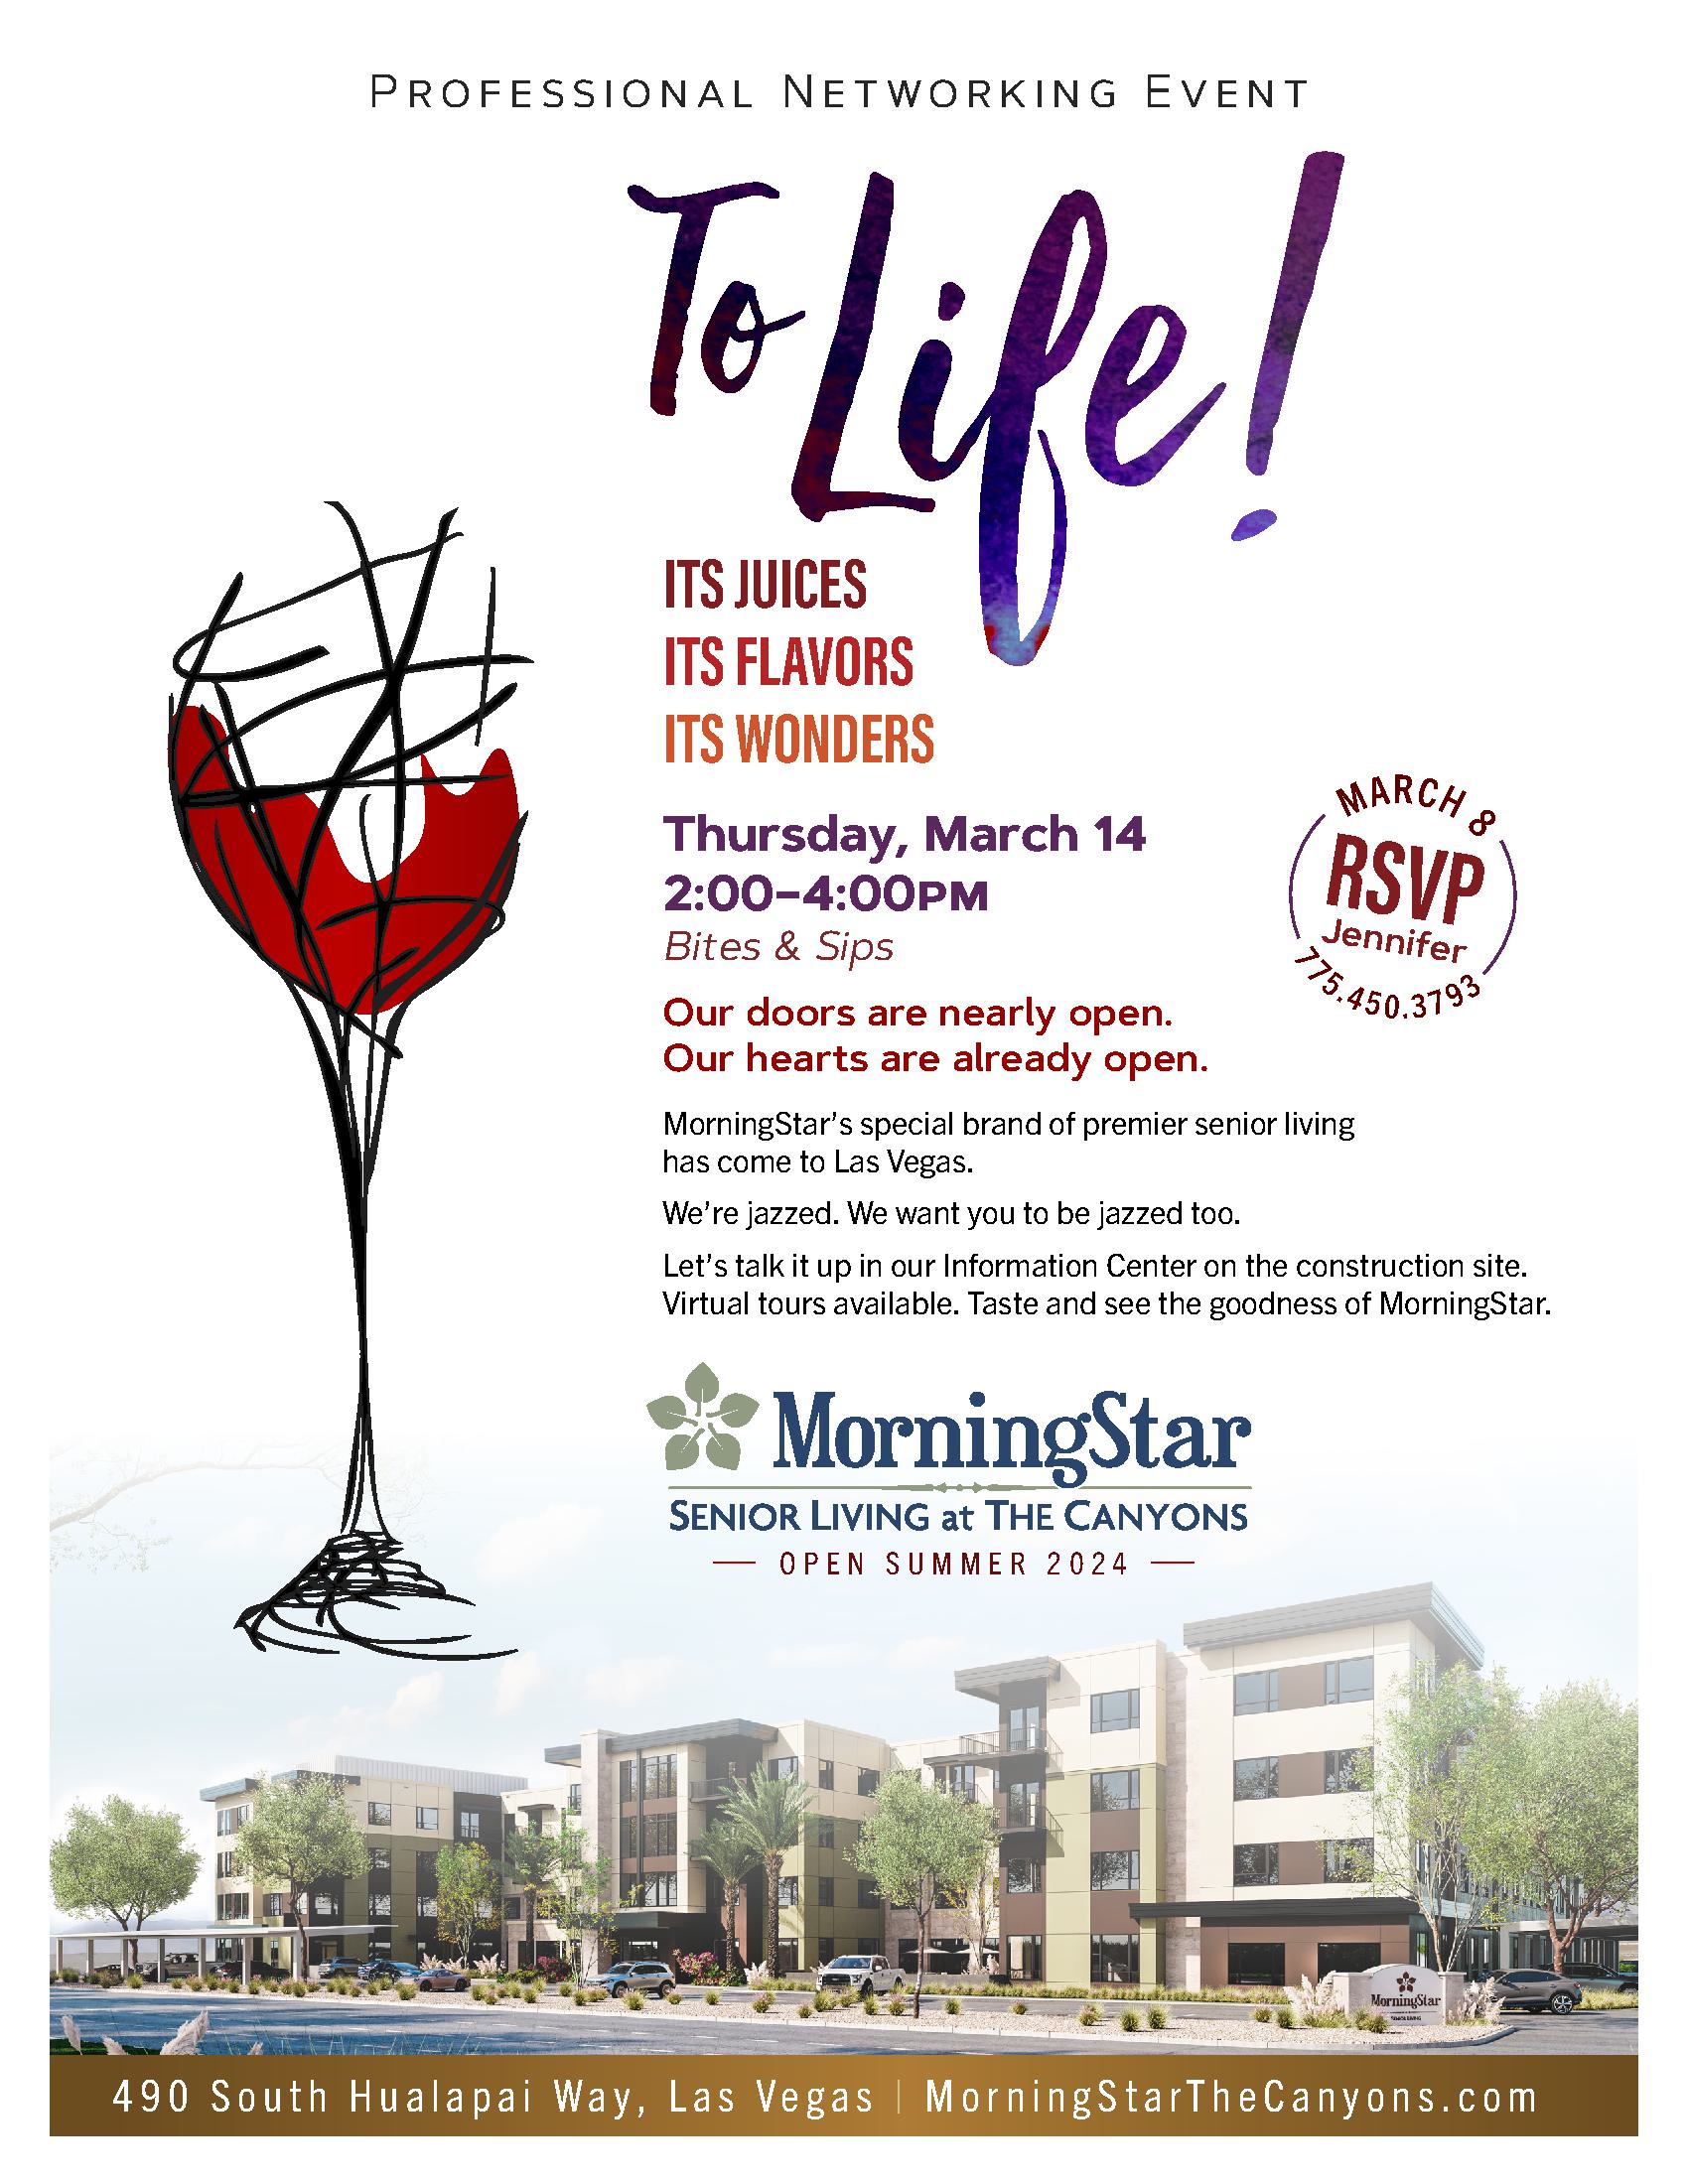 PROFESSIONAL NETWORKING EVENT
To Life!
ITS JUICES
ITS FLAVORS
ITS WONDERS
Thursday, March 14
2:00–4:00PM
Bites & Sips
MARCH 8
RSVP
Jennifer
775.450.3793
Our doors are nearly open.
Our hearts are already open.
MorningStar’s special brand of premier senior living
has come to Las Vegas.
We’re jazzed. We want you to be jazzed too.
Let’s talk it up in our Information Center on the construction site.
Virtual tours available. Taste and see the goodness of MorningStar.
MorningStar
SENIOR LIVING at THE CANYONS
OPEN SUMMER 2024
MorningStar
SENIOR LIVING
490 South Hualapai Way, Las Vegas | MorningStarTheCanyons.com